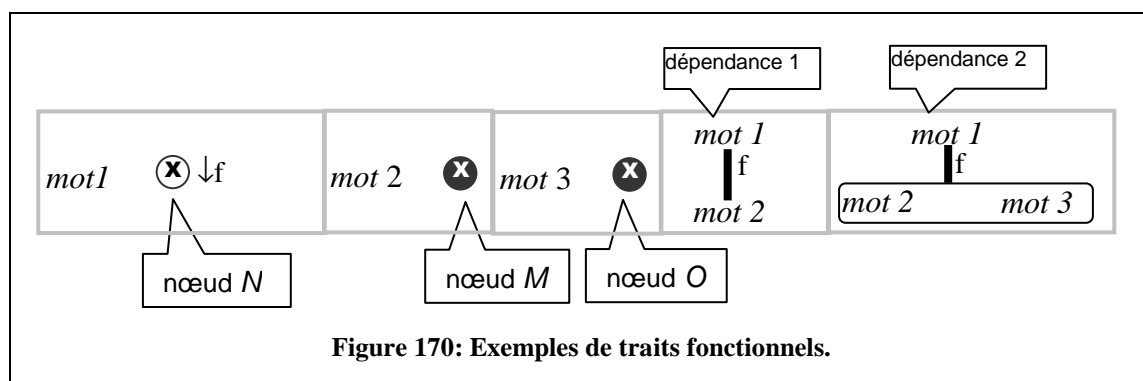 dépendance 1
dépendance 2
mot1 x ↓f
mot 2 x
mot 3 x
mot 1
f
mot 2
mot 1
f
mot 2 mot 3
nœud N
nœud M
nœud O
Figure 170: Exemples de traits fonctionnels.